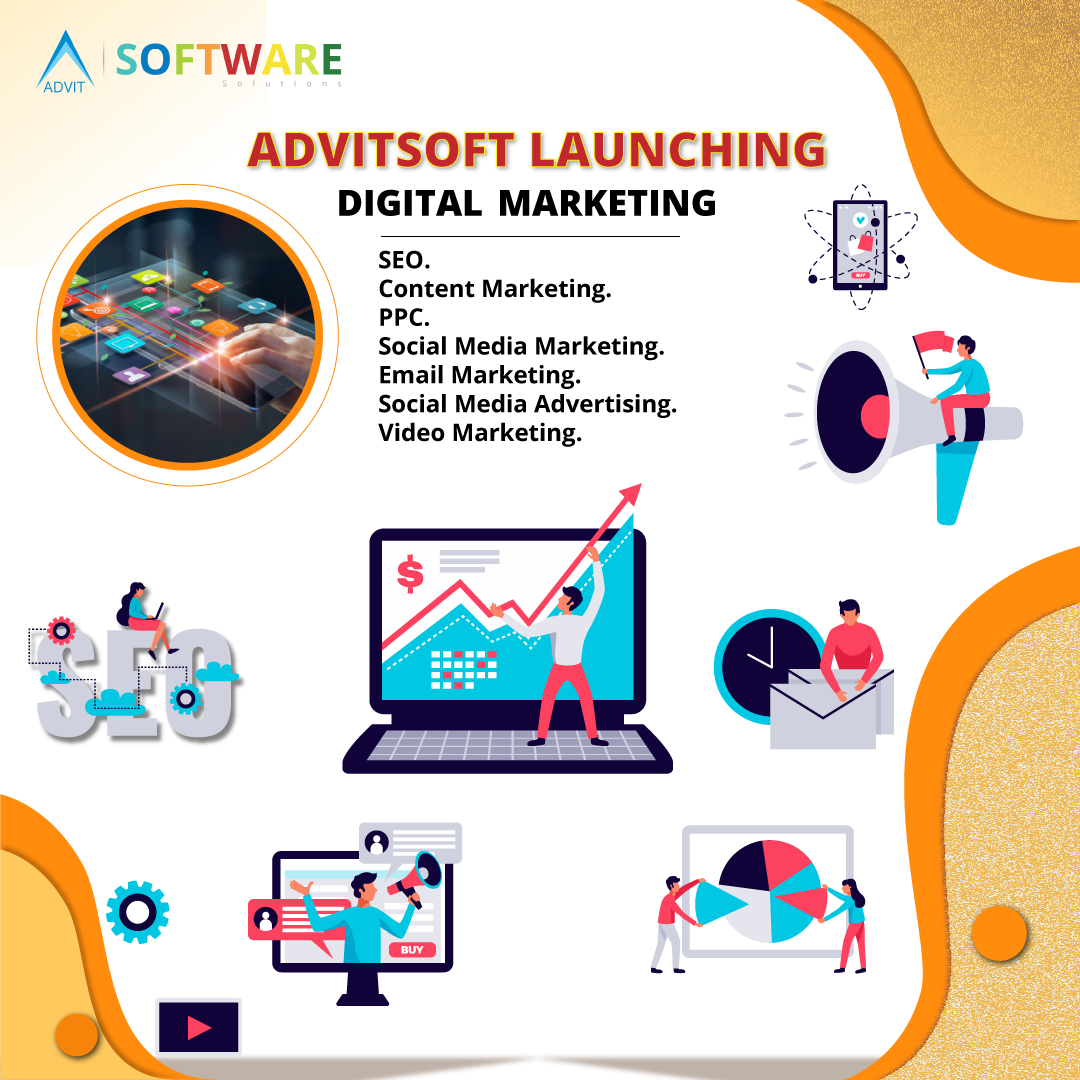 ADVIT
SOFTWARE
Solutions
ADVITSOFT LAUNCHING
DIGITAL MARKETING
SEO.
Content Marketing.
PPC.
Social Media Marketing.
Email Marketing.
Social Media Advertising.
Video Marketing.
BUY
$
SEO
BUY